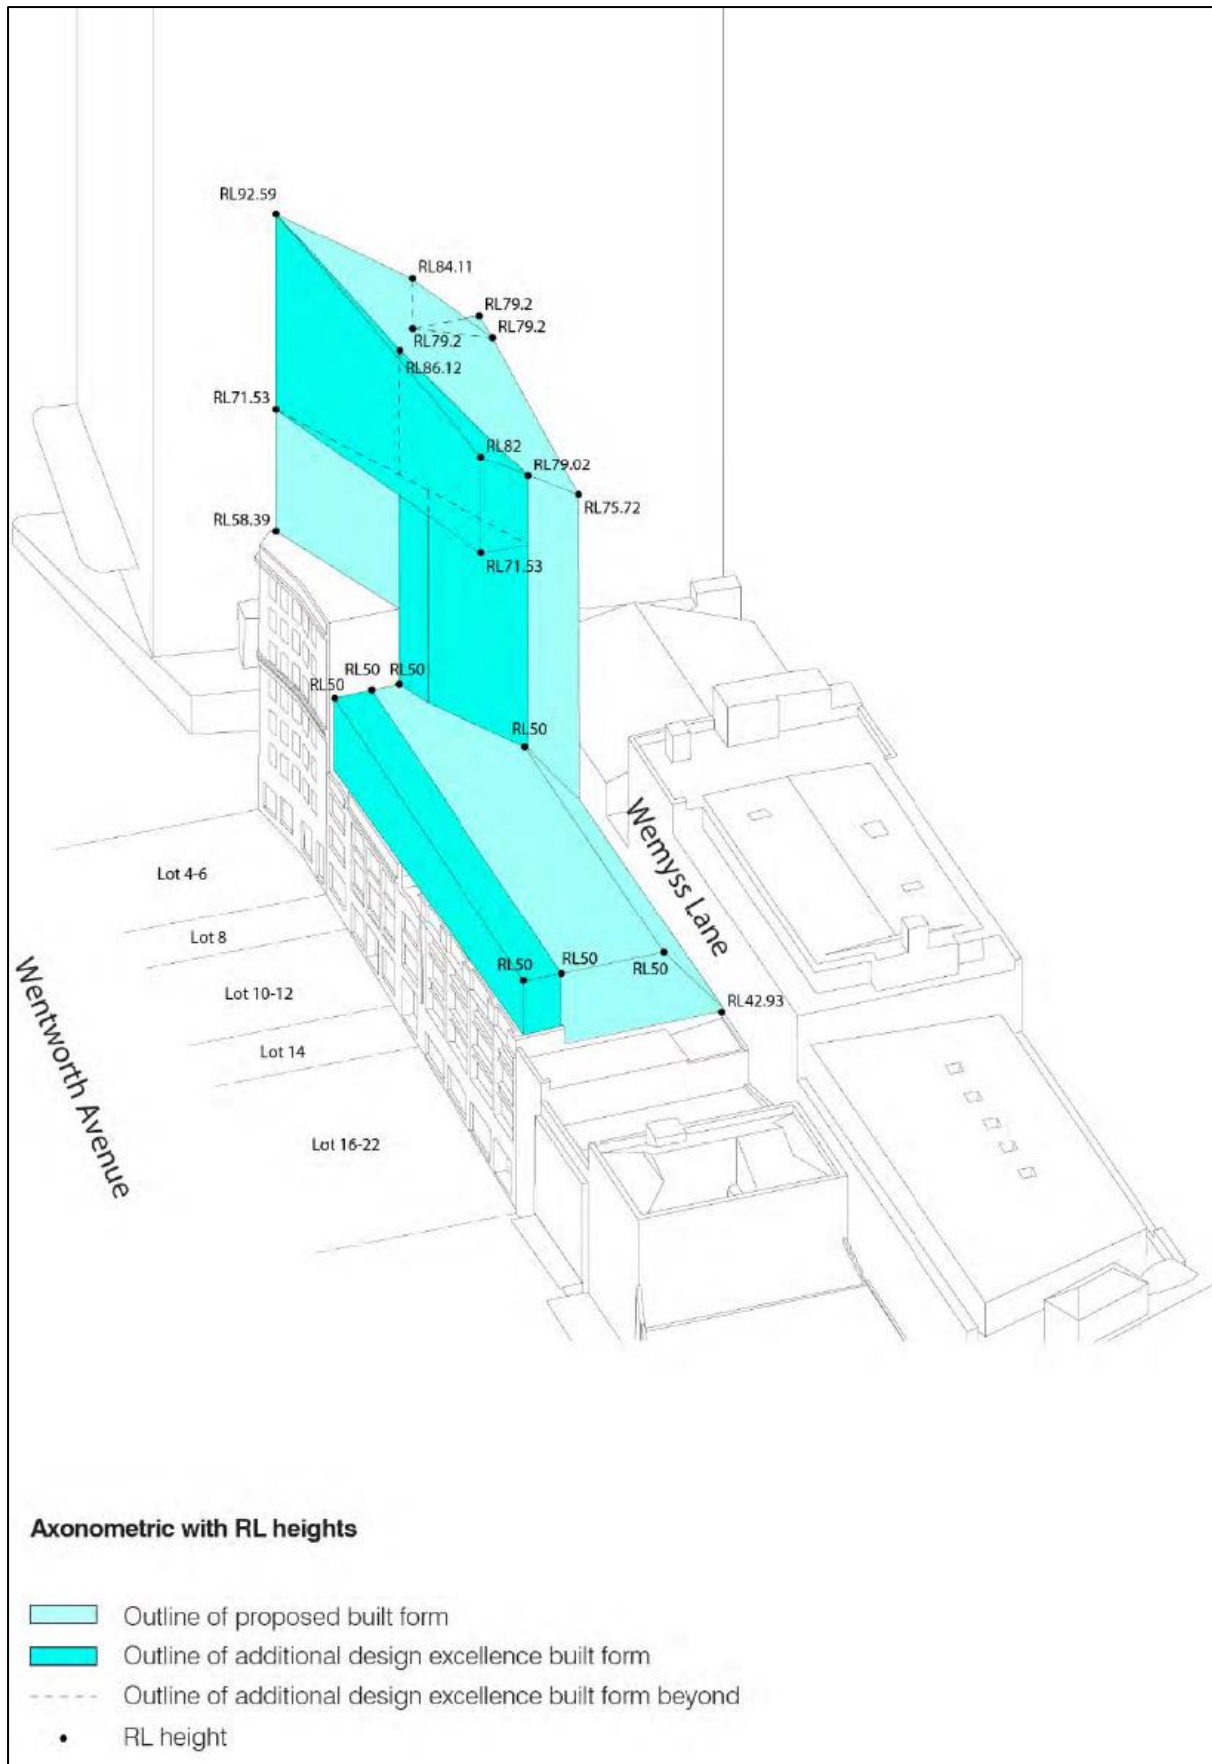 RL92.59
RL84.11
RL79.2
RL79.2
RL79.2
RL86.12
RL71.53
RL82
RL79.02
RL75.72
RL58.39
RL71.53
RL50
RL50
RL50
RL50
Wemyss Lane
Lot 4-6
Lot 8
RL50
RL50
RL50
Lot 10-12
RL42.93
Wentworth Avenue
Lot 14
Lot 16-22
Axonometric with RL heights
Outline of proposed built form
Outline of additional design excellence built form
Outline of additional design excellence built form beyond
RL height